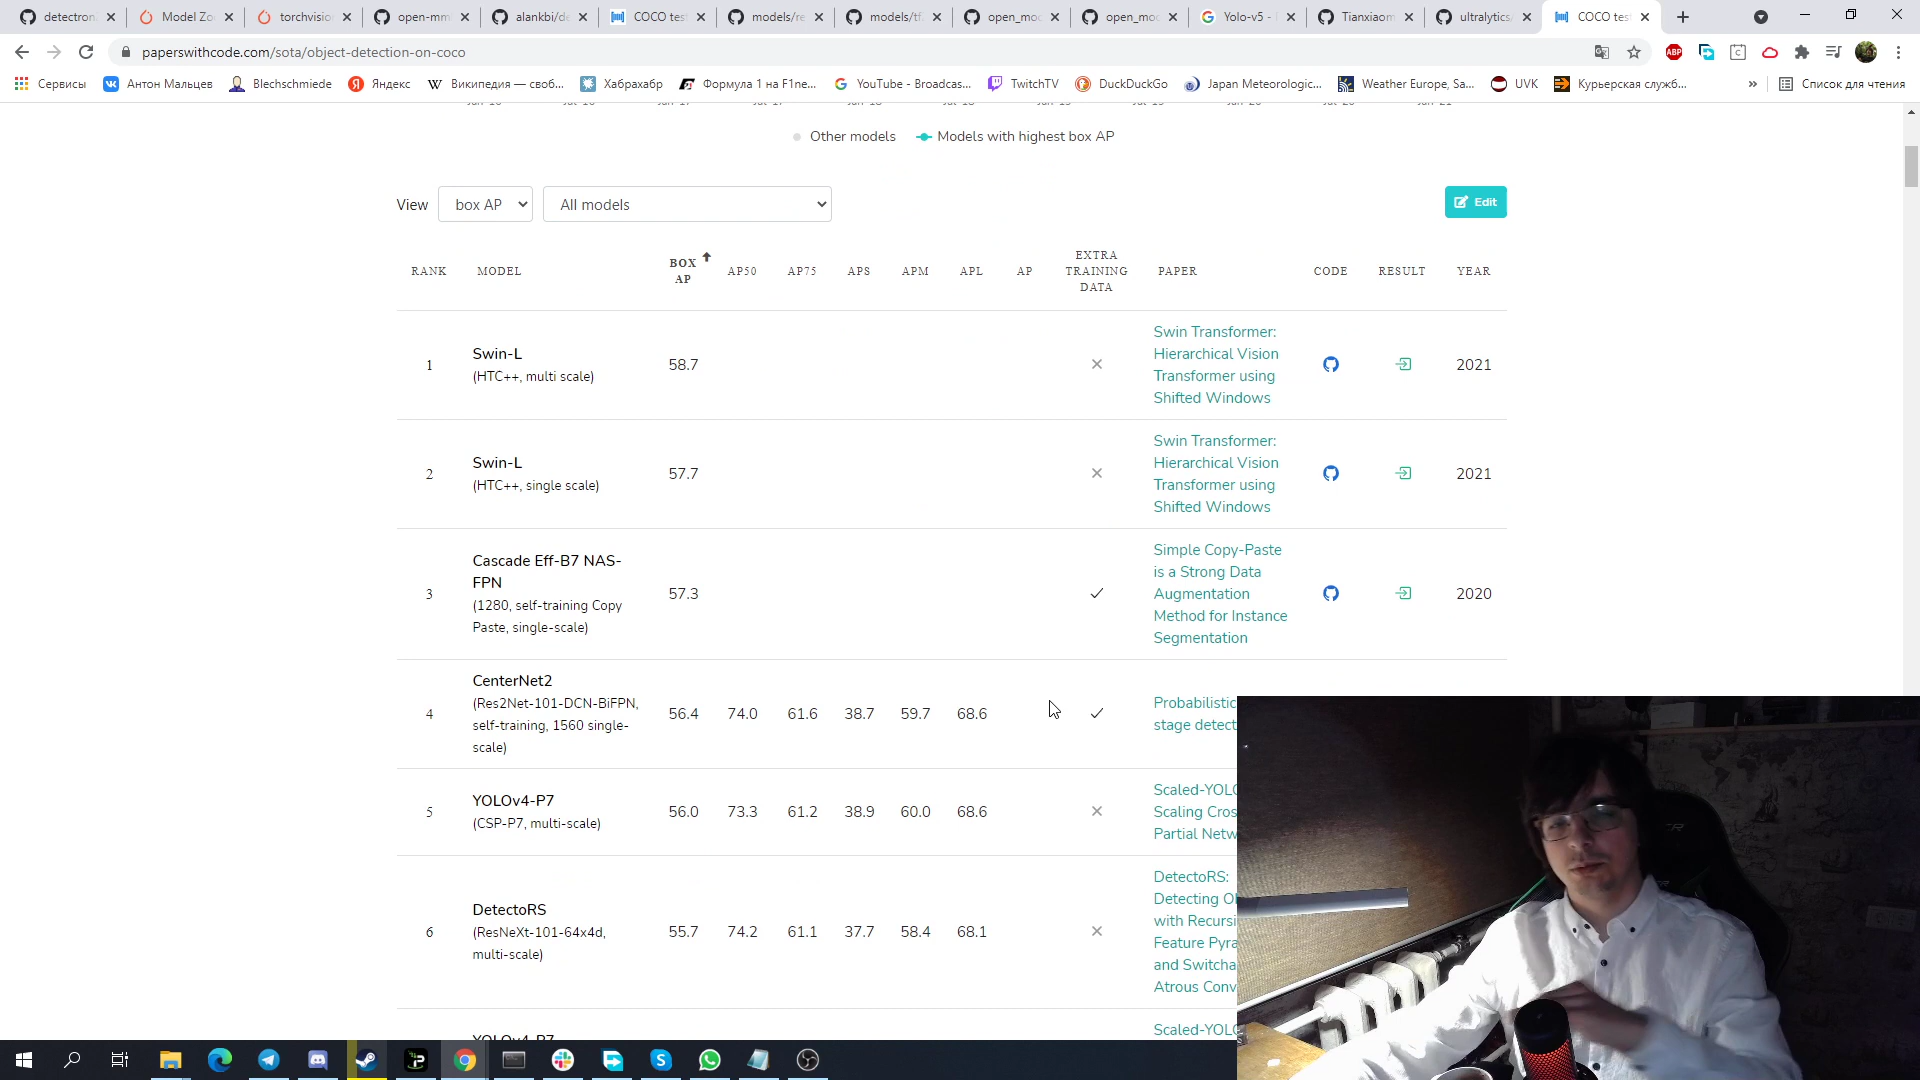 detectron
Model Zo
torchvisio
open-mm
alankbi/de
COCO tes
models/re
models/tf
open_mo
open_mo
Yolo-v5 -
Tianxiaom
ultralytics/
COCO tes
paperswithcode.com/sota/object-detection-on-coco
ABP
Сервисы
Антон Мальцев
Blechschmiede
Яндекс
Википедия — своб...
Хабрахабр
Формула 1 на F1ne...
YouTube - Broadcas...
TwitchTV
DuckDuckGo
Japan Meteorologic...
Weather Europe, Sa...
UVK
Курьерская служб...
»
Список для чтения
Other models
Models with highest box AP
View box AP All models Edit
RANK MODEL BOX AP AP50 AP75 APS APM APL AP EXTRA TRAINING DATA PAPER CODE RESULT YEAR
1 Swin-L
(HTC++, multi scale)
58.7
Swin Transformer:
Hierarchical Vision
Transformer using
Shifted Windows
2021
2 Swin-L
(HTC++, single scale)
57.7
Swin Transformer:
Hierarchical Vision
Transformer using
Shifted Windows
2021
3 Cascade Eff-B7 NAS-
FPN
(1280, self-training Copy
Paste, single-scale)
57.3
Simple Copy-Paste
is a Strong Data
Augmentation
Method for Instance
Segmentation
2020
4 CenterNet2
(Res2Net-101-DCN-BiFPN,
self-training, 1560 single-
scale)
56.4 74.0 61.6 38.7 59.7 68.6
Probabilistic
stage detect
5 YOLOv4-P7
(CSP-P7, multi-scale)
56.0 73.3 61.2 38.9 60.0 68.6
Scaled-YOLO
Scaling Cros
Partial Netw
6 DetectoRS
(ResNeXt-101-64x4d,
multi-scale)
55.7 74.2 61.1 37.7 58.4 68.1
DetectoRS:
Detecting O
with Recursi
Feature Pyra
and Switcha
Atrous Conv
YOLOv4-P7
Scaled-YOLO